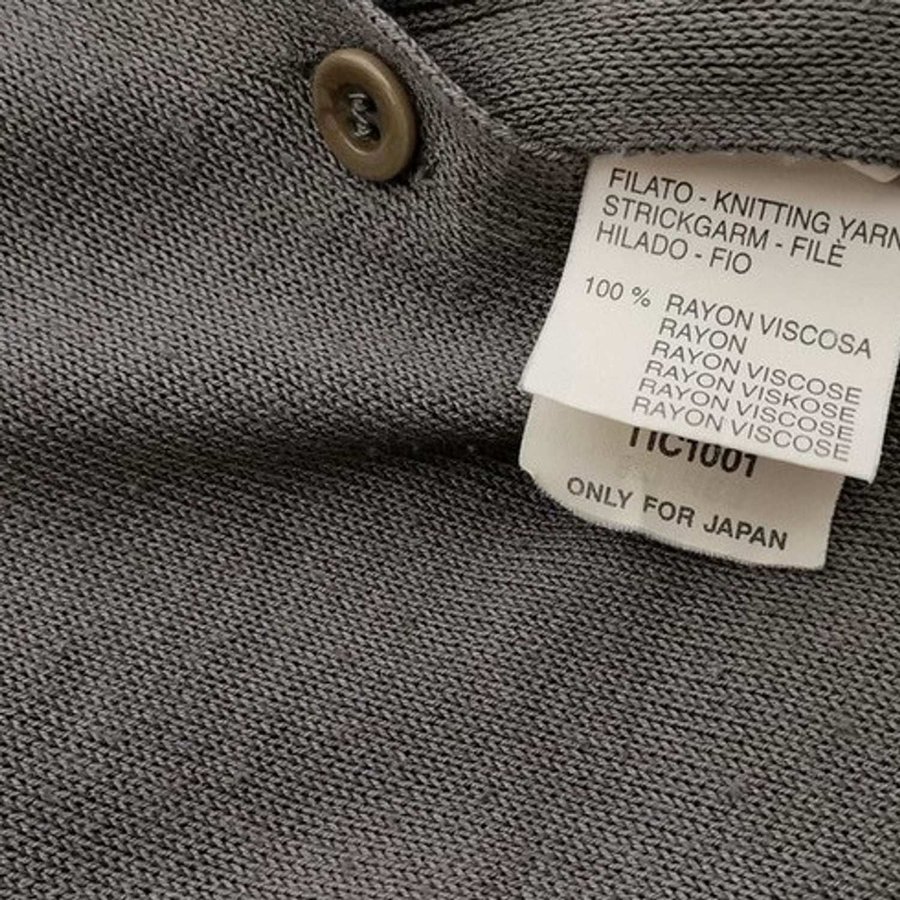 FILATO - KNITTING YARN
STRICKGARM - FILÈ
HILADO - FIO
100 % RAYON VISCOSA
RAYON
RAYON VISCOSE
RAYON VISKOSE
RAYON VISCOSE
RAYON VISCOSE
ONLY FOR JAPAN